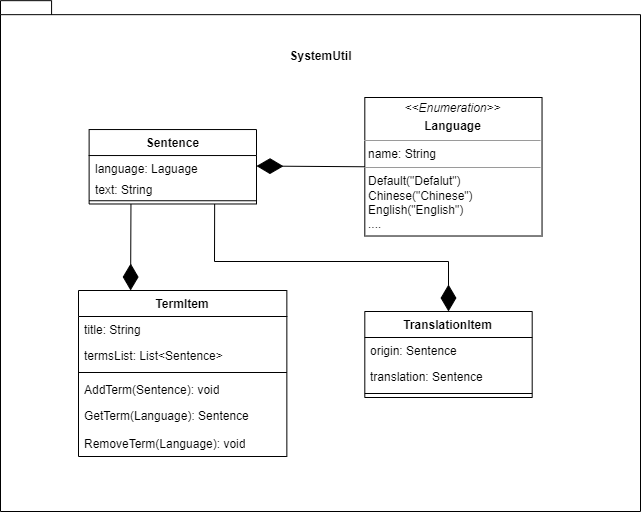 SystemUtil
Sentence
language: Laguage
text: String
<<Enumeration>>
Language
name: String
Default("Defalut")
Chinese("Chinese")
English("English")
....
TermItem
title: String
termsList: List<Sentence>
AddTerm(Sentence): void
GetTerm(Language): Sentence
RemoveTerm(Language): void
TranslationItem
origin: Sentence
translation: Sentence